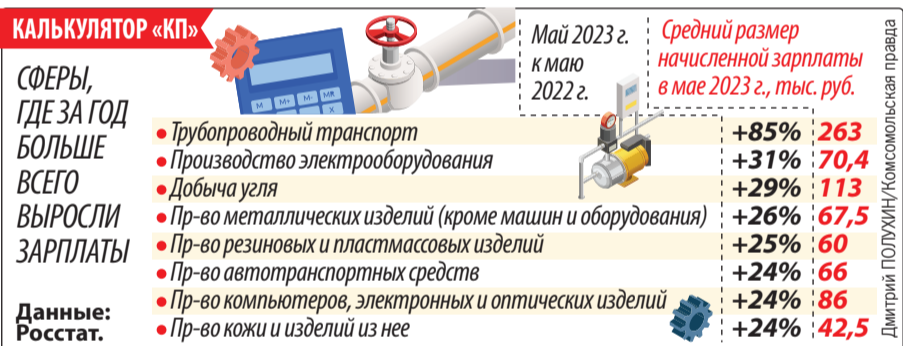 КАЛЬКУЛЯТОР «КП»
СФЕРЫ,
ГДЕ ЗА ГОД
БОЛЬШЕ
ВСЕГО
ВЫРОСЛИ
ЗАРПЛАТЫ
Данные:
Росстат.
M M+ M- MR
X
Май 2023 г.
к маю
2022 г.
Средний размер
начисленной зарплаты
в мае 2023 г., тыс. руб.
• Трубопроводный транспорт +85% 263
• Производство электрооборудования +31% 70,4
• Добыча угля +29% 113
• Пр-во металлических изделий (кроме машин и оборудования) +26% 67,5
• Пр-во резиновых и пластмассовых изделий +25% 60
• Пр-во автотранспортных средств +24% 66
• Пр-во компьютеров, электронных и оптических изделий +24% 86
• Пр-во кожи и изделий из нее +24% 42,5
Дмитрий ПОЛУХИН/Комсомольская правда